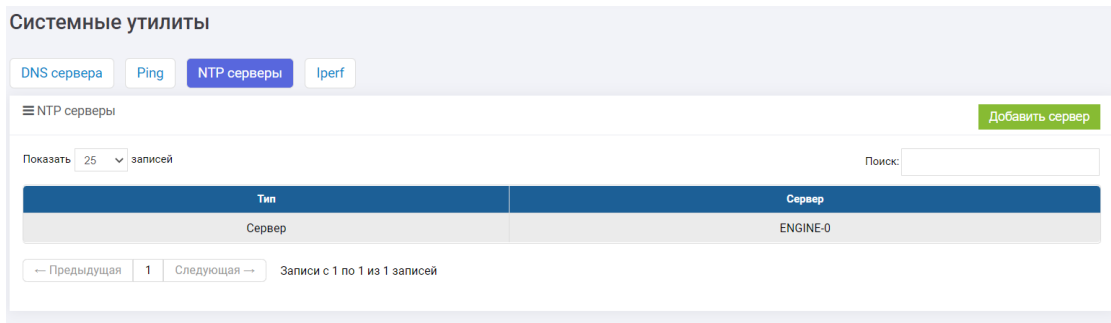 Системные утилиты
DNS сервера Ping NTP серверы Iperf
NTP серверы Добавить сервер
Показать 25 записей Поиск:
Тип Сервер
Сервер ENGINE-0
← Предыдущая 1 Следующая → Записи с 1 по 1 из 1 записей